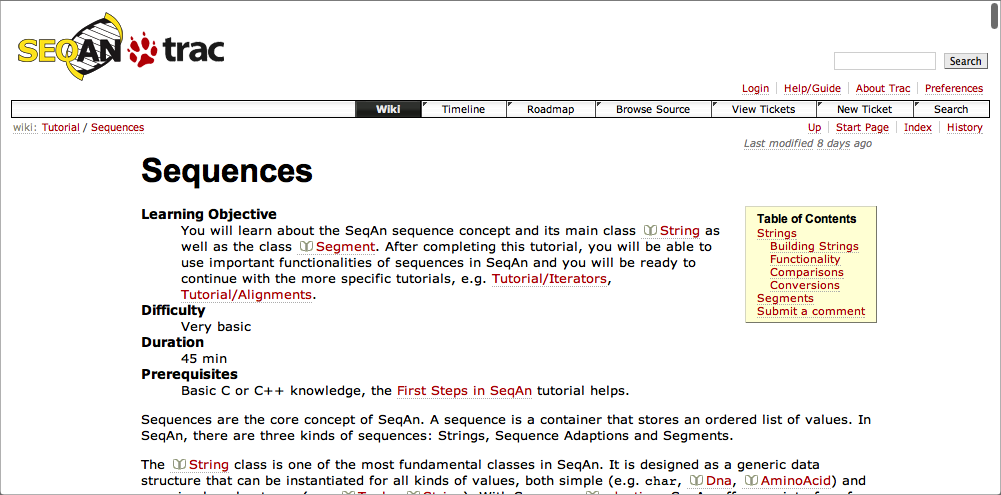 SEQAN trac
Search
Login Help/Guide About Trac Preferences
Wiki Timeline Roadmap Browse Source View Tickets New Ticket Search
wiki: Tutorial / Sequences
Up Start Page Index History
Last modified 8 days ago
Sequences
Learning Objective
You will learn about the SeqAn sequence concept and its main class String as
well as the class Segment. After completing this tutorial, you will be able to
use important functionalities of sequences in SeqAn and you will be ready to
continue with the more specific tutorials, e.g. Tutorial/Iterators,
Tutorial/Alignments.
Difficulty
Very basic
Duration
45 min
Prerequisites
Basic C or C++ knowledge, the First Steps in SeqAn tutorial helps.
Table of Contents
Strings
Building Strings
Functionality
Comparisons
Conversions
Segments
Submit a comment
Sequences are the core concept of SeqAn. A sequence is a container that stores an ordered list of values. In
SeqAn, there are three kinds of sequences: Strings, Sequence Adaptions and Segments.
The String class is one of the most fundamental classes in SeqAn. It is designed as a generic data
structure that can be instantiated for all kinds of values, both simple (e.g. char, Dna, AminoAcid) and